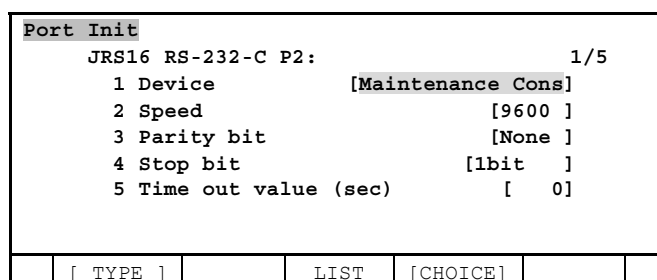 Port Init
JRS16 RS-232-C P2: 1/5
1 Device [Maintenance Cons]
2 Speed [9600 ]
3 Parity bit [None ]
4 Stop bit [1bit ]
5 Time out value (sec) [ 0]
[ TYPE ] LIST [CHOICE]